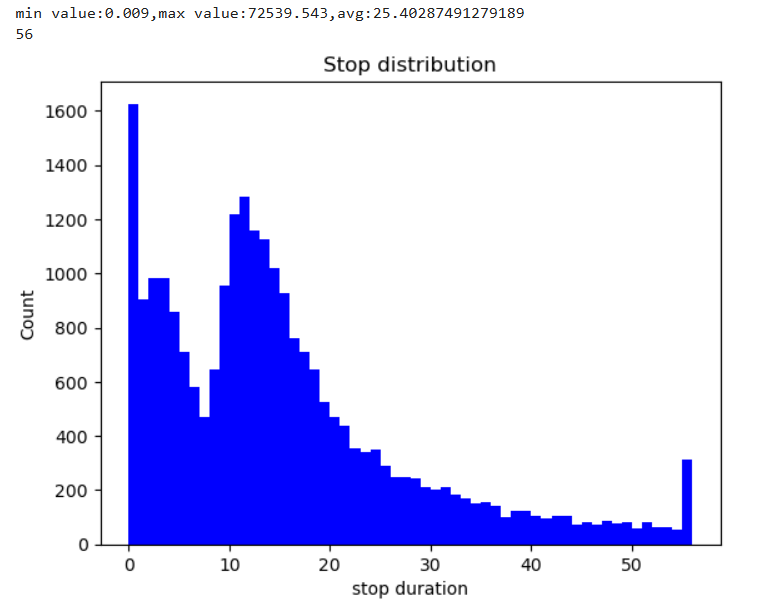 min value:0.009,max value:72539.543,avg:25.40287491279189
56
Stop distribution
1600
1400
1200
1000
800
600
400
200
0
Count
0 10 20 30 40 50
stop duration